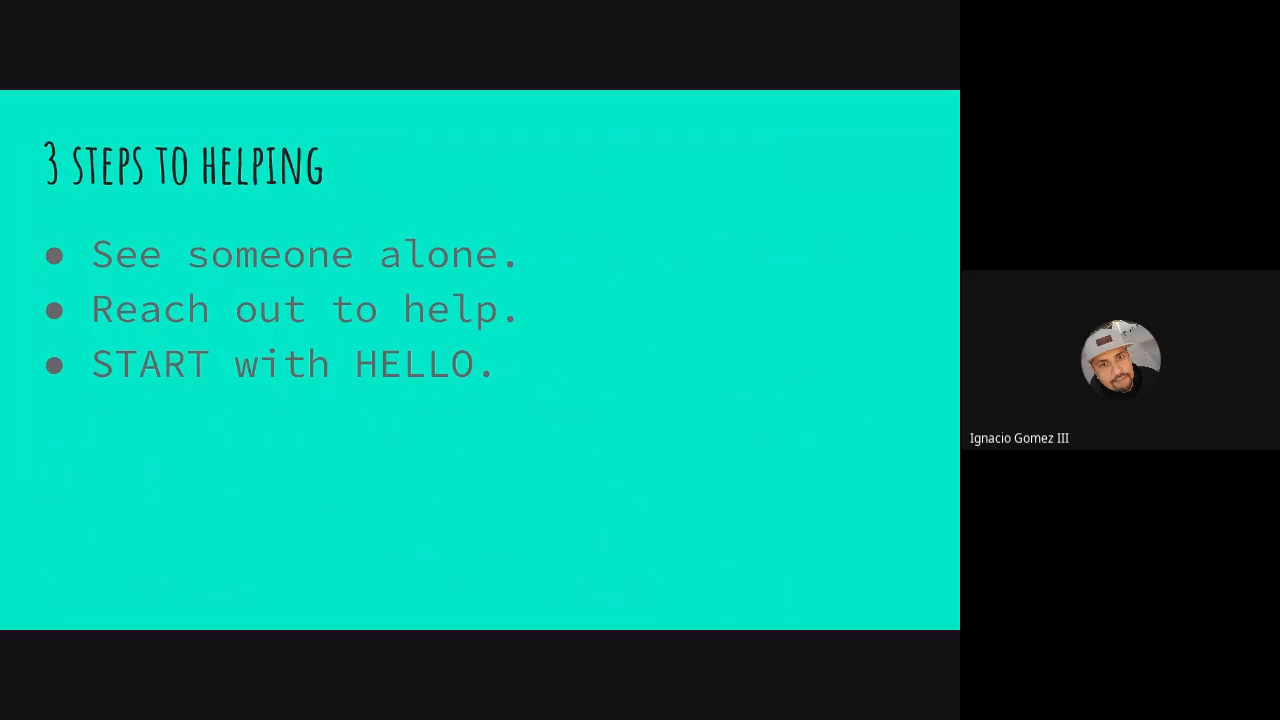 3 STEPS TO HELPING
● See someone alone.
● Reach out to help.
● START with HELLO.
Ignacio Gomez III